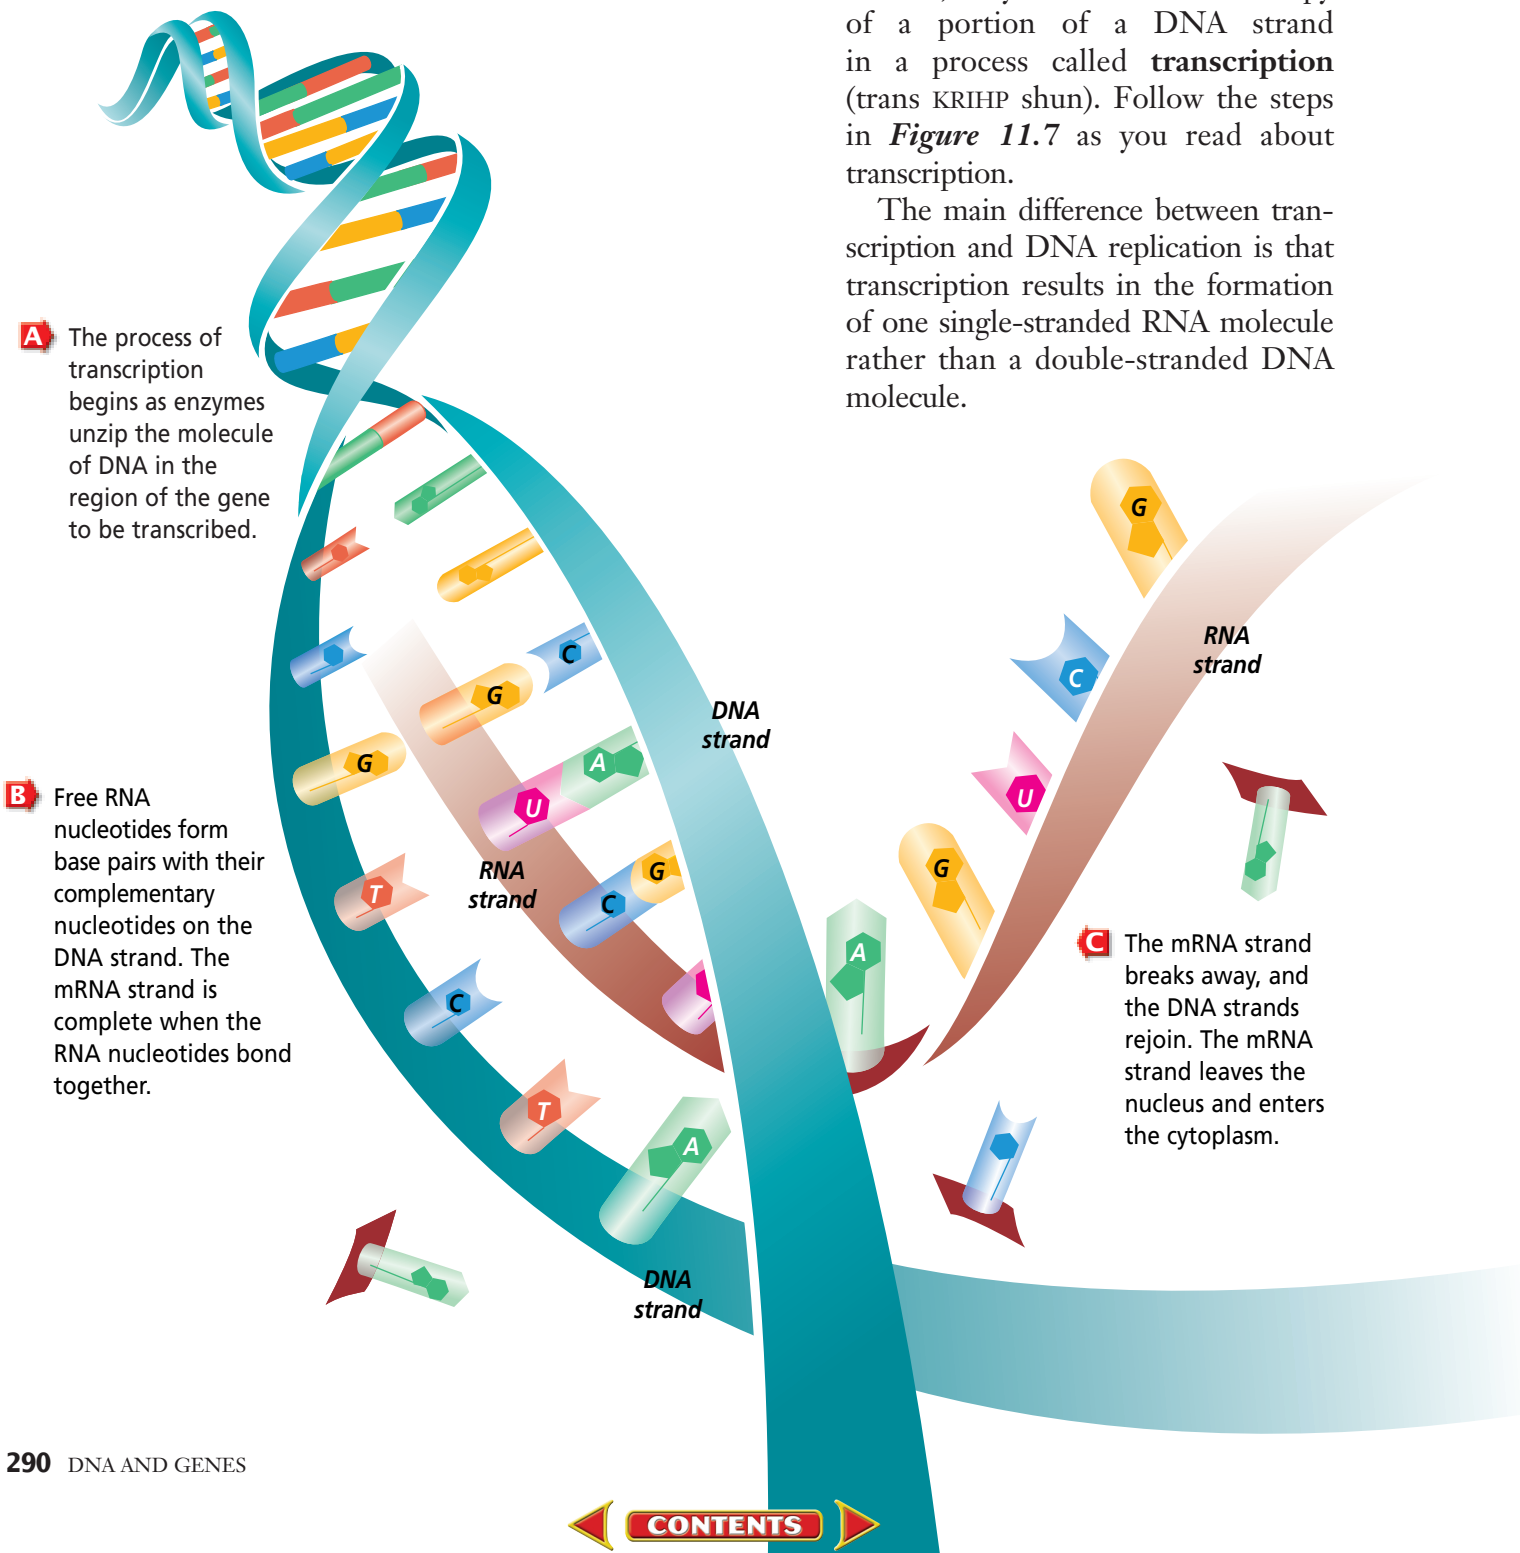 of a portion of a DNA strand
in a process called transcription
(trans KRIHP shun). Follow the steps
in Figure 11.7 as you read about
transcription.
The main difference between tran-
scription and DNA replication is that
transcription results in the formation
of one single-stranded RNA molecule
rather than a double-stranded DNA
molecule.
A The process of
transcription
begins as enzymes
unzip the molecule
of DNA in the
region of the gene
to be transcribed.
B Free RNA
nucleotides form
base pairs with their
complementary
nucleotides on the
DNA strand. The
mRNA strand is
complete when the
RNA nucleotides bond
together.
G
C
U
G
A
RNA
strand
C
G
A
U
G
C
G
T
C
T
A
DNA
strand
RNA
strand
DNA
strand
C The mRNA strand
breaks away, and
the DNA strands
rejoin. The mRNA
strand leaves the
nucleus and enters
the cytoplasm.
290 DNA AND GENES
CONTENTS